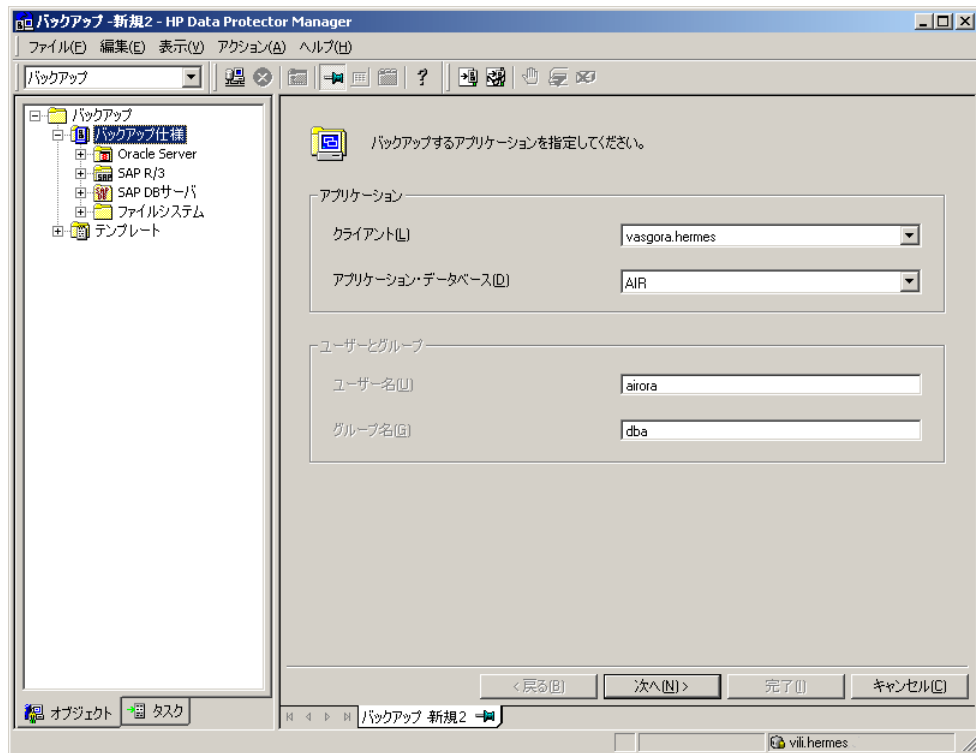 バックアップ -新規2 - HP Data Protector Manager
ファイル(F) 編集(E) 表示(V) アクション(A) ヘルプ(H)
バックアップ
バックアップ
バックアップ仕様
Oracle Server
SAP R/3
SAP DBサーバ
ファイルシステム
テンプレート
バックアップするアプリケーションを指定してください。
アプリケーション
クライアント(L)
vasgora.hermes
アプリケーション・データベース(D)
AIR
ユーザーとグループ
ユーザー名(U)
airora
グループ名(G)
dba
<戻る(B)
次へ(N)>
完了(I)
キャンセル(C)
オブジェクト
タスク
バックアップ 新規2
vili.hermes